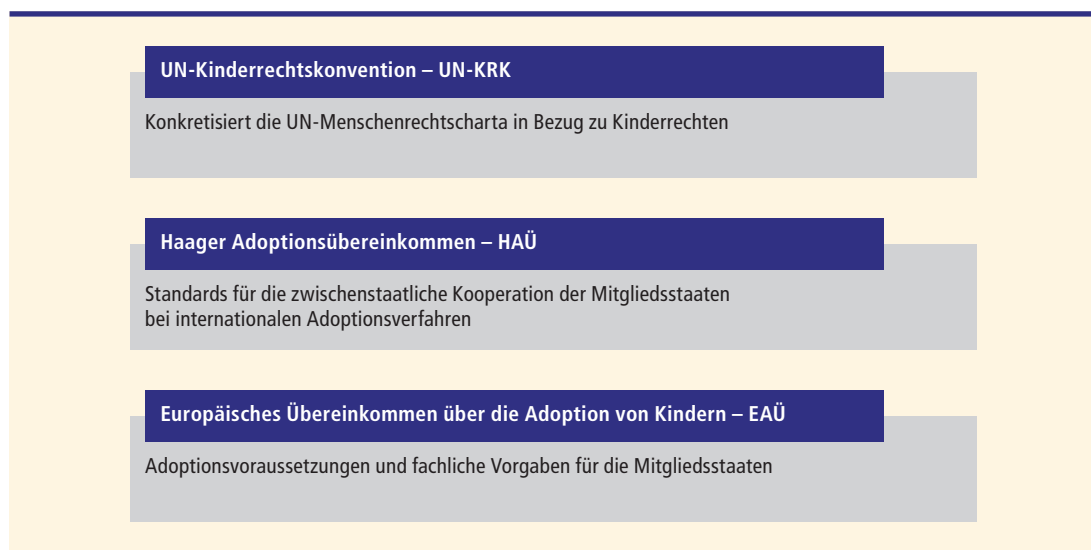 UN-Kinderrechtskonvention – UN-KRK
Konkretisiert die UN-Menschenrechtscharta in Bezug zu Kinderrechten
Haager Adoptionsübereinkommen – HAÜ
Standards für die zwischenstaatliche Kooperation der Mitgliedsstaaten
bei internationalen Adoptionsverfahren
Europäisches Übereinkommen über die Adoption von Kindern – EAÜ
Adoptionsvoraussetzungen und fachliche Vorgaben für die Mitgliedsstaaten